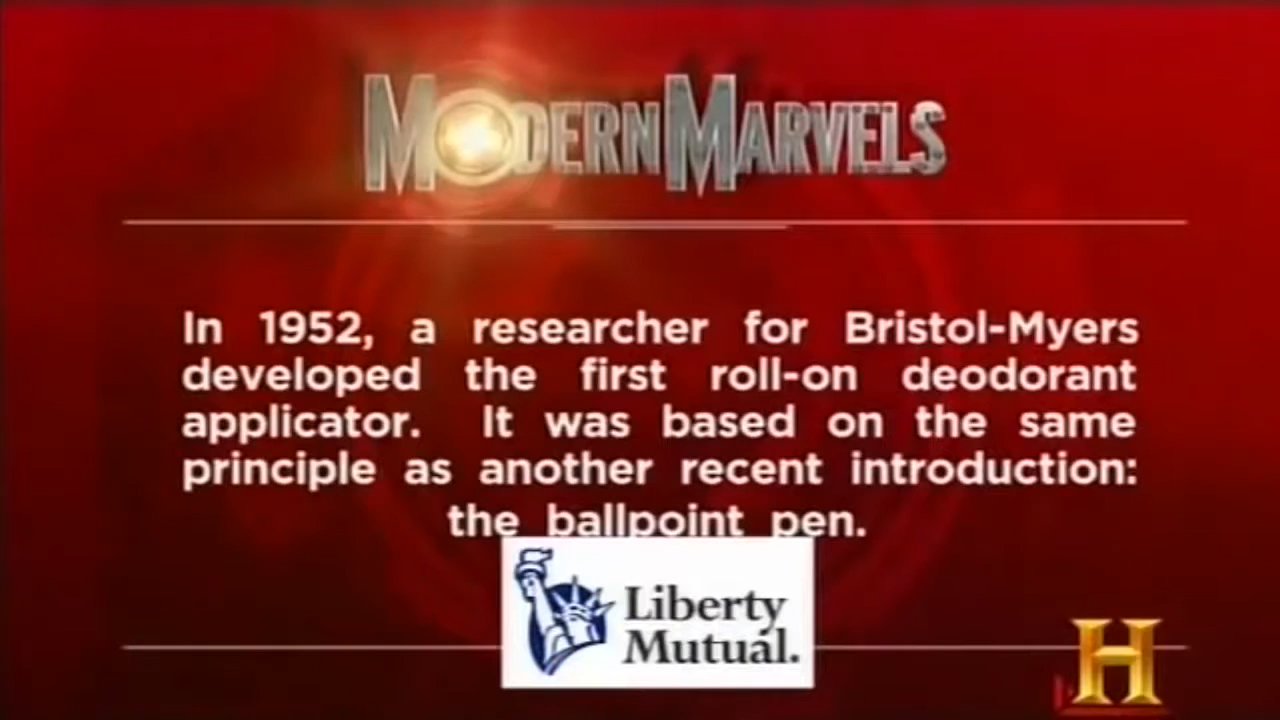 MODERN MARVELS
In 1952, a researcher for Bristol-Myers
developed the first roll-on deodorant
applicator. It was based on the same
principle as another recent introduction:
the ballpoint pen.
Liberty
Mutual.
H